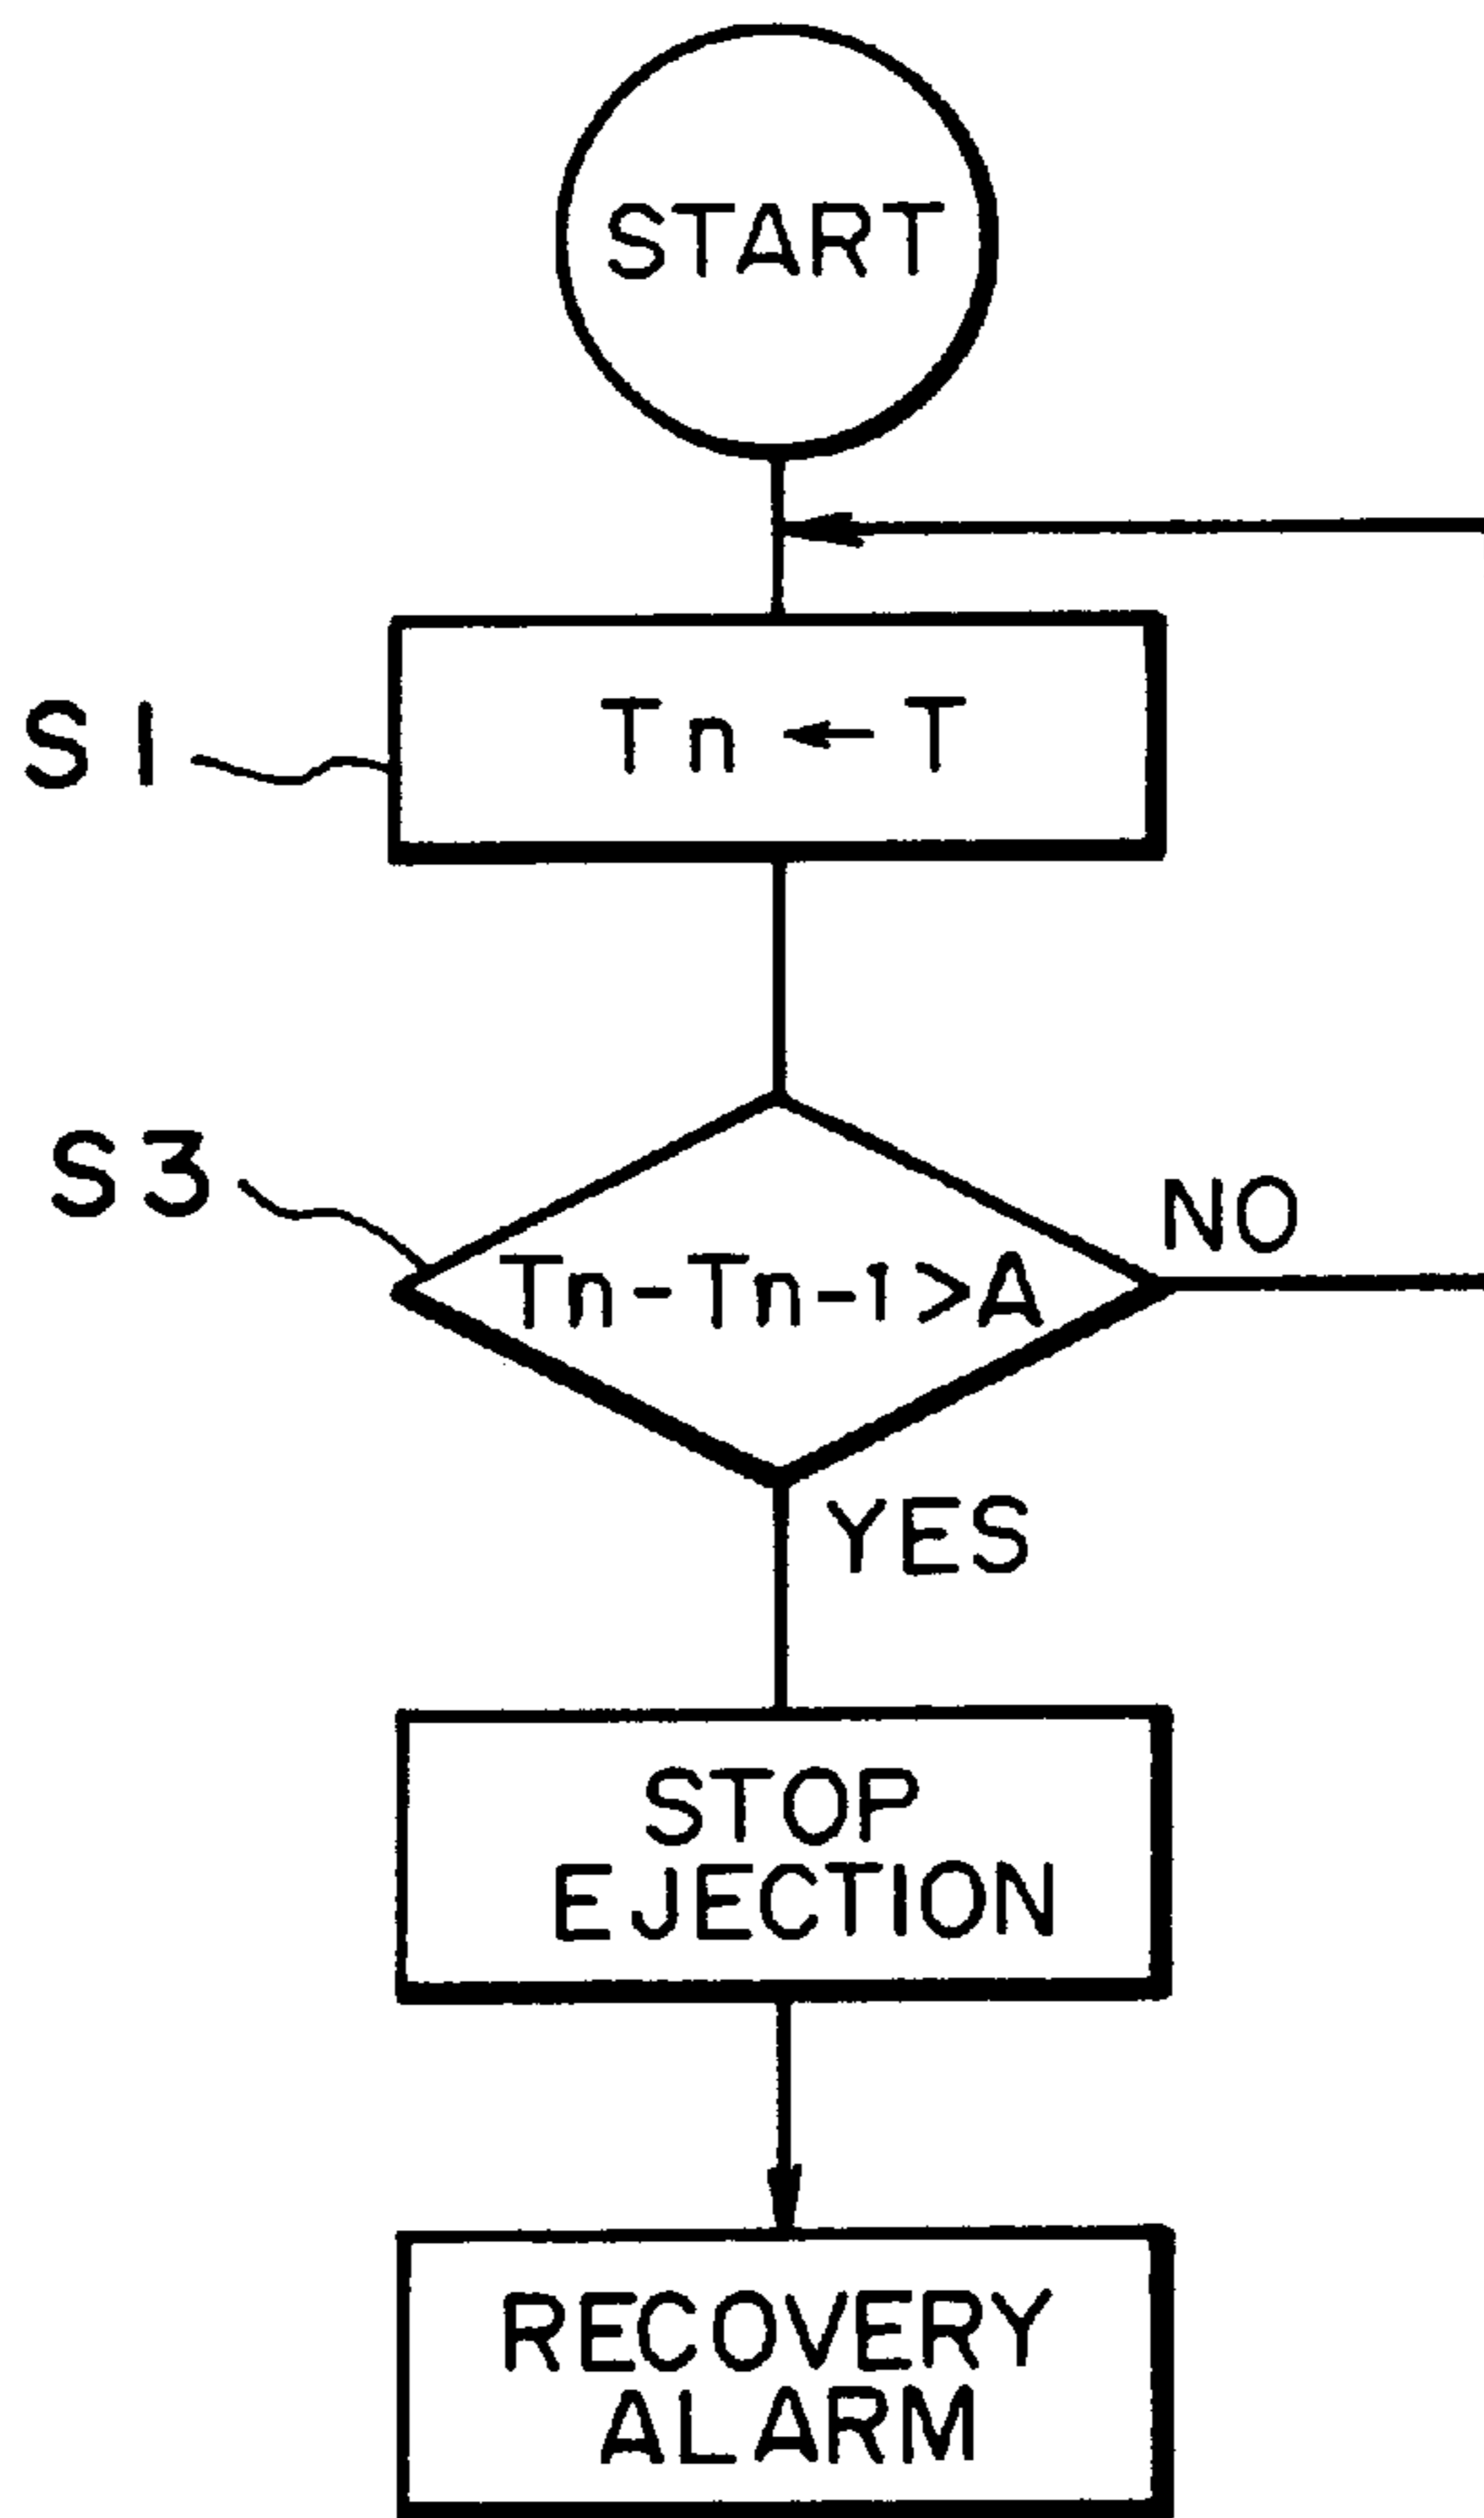 START
S1
Tn ← T
S3
Tn-Tn-1>A
NO
YES
STOP
EJECTION
RECOVERY
ALARM